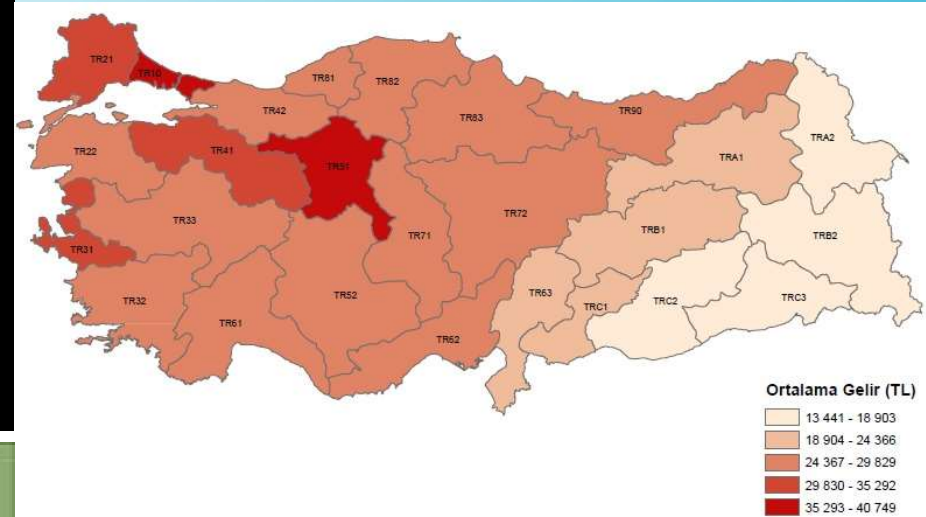 TR21
TR10
TR81
TR82
TR42
TR83
TR90
TRA2
TR22
TR41
TR51
TRA1
TR33
TR72
TR71
TRB1
TRB2
TR31
TR32
TR61
TR52
TR62
TR63
TRC1
TRC2
TRC3
Ortalama Gelir (TL)
13 441 - 18 903
18 904 - 24 366
24 367 - 29 829
29 830 - 35 292
35 293 - 40 749